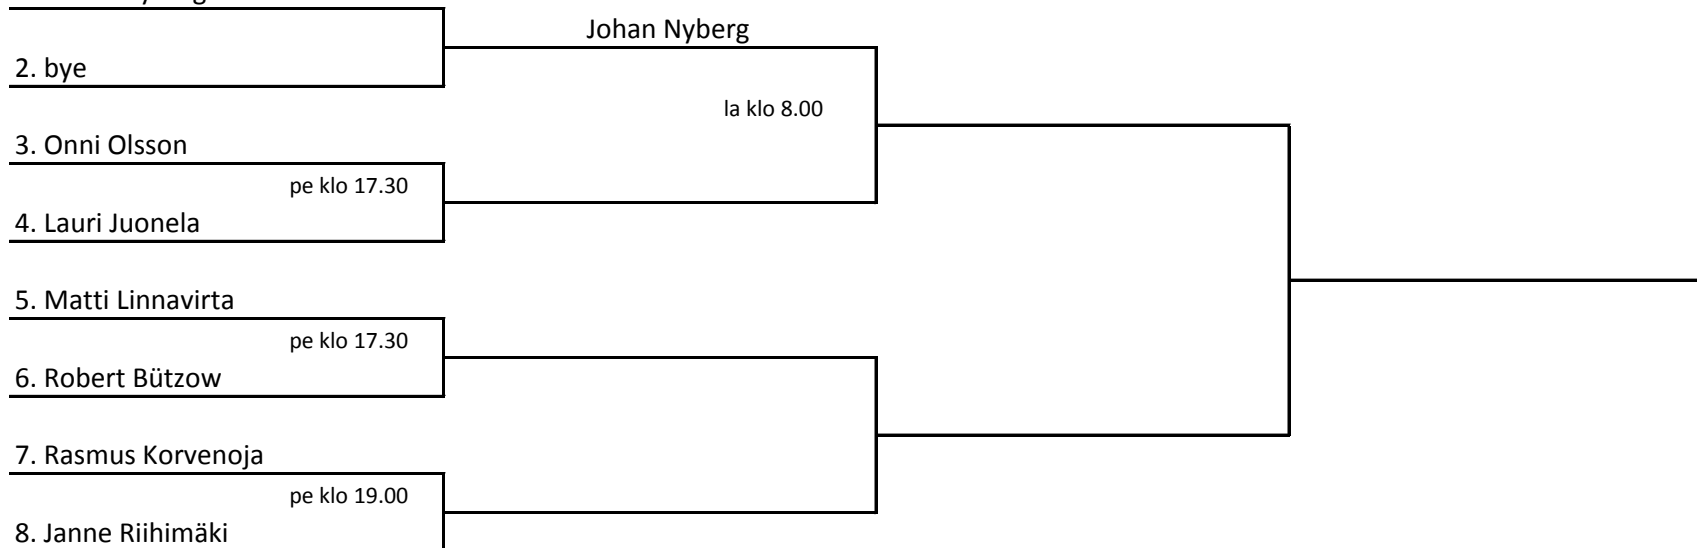 Johan Nyberg
2. bye
la klo 8.00
3. Onni Olsson
pe klo 17.30
4. Lauri Juonela
5. Matti Linnavirta
pe klo 17.30
6. Robert Bützow
7. Rasmus Korvenoja
pe klo 19.00
8. Janne Riihimäki